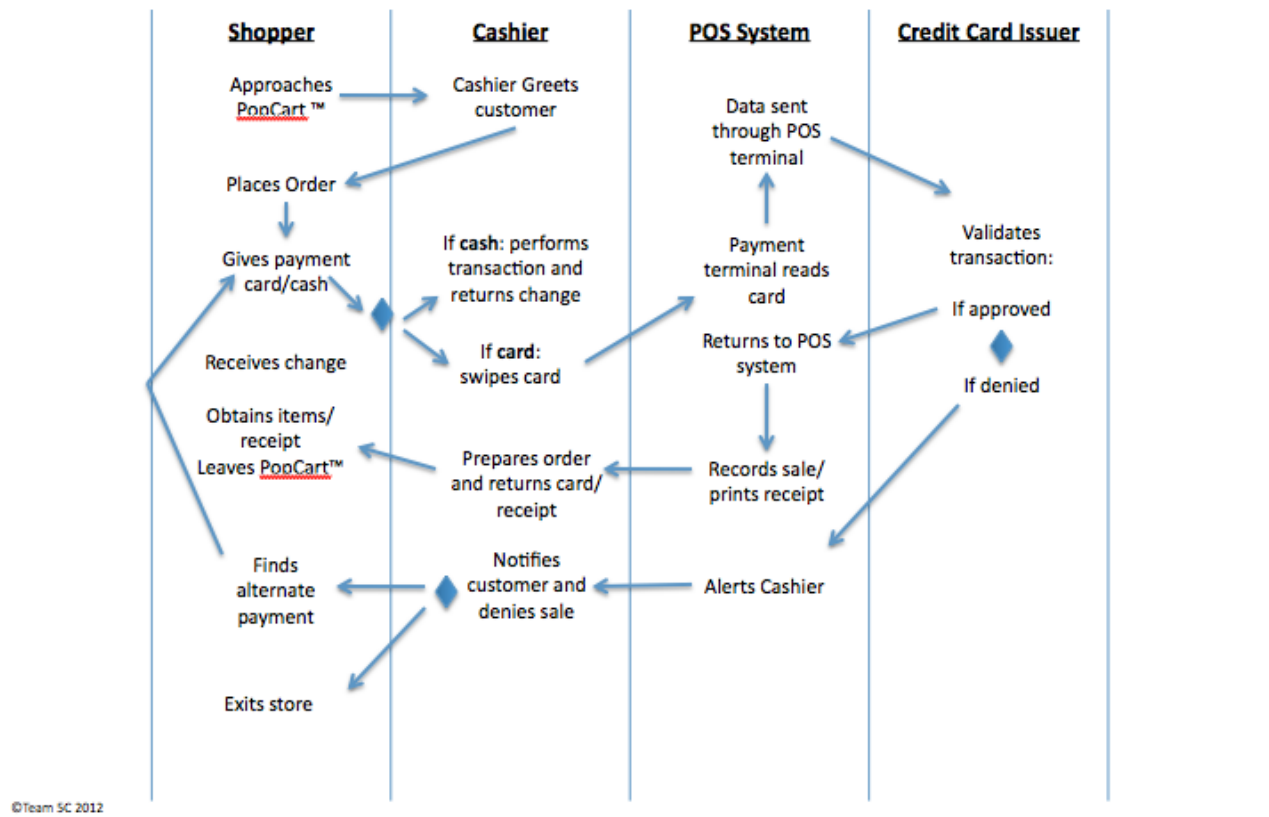 Shopper
Cashier
POS System
Credit Card Issuer
Approaches
PopCart ™
Cashier Greets
customer
Data sent
through POS
terminal
Places Order
Gives payment
card/cash
If cash: performs
transaction and
returns change
Payment
terminal reads
card
Validates
transaction:
If approved
If denied
Receives change
If card:
swipes card
Returns to POS
system
Obtains items/
receipt
Leaves PopCart™
Prepares order
and returns card/
receipt
Records sale/
prints receipt
Finds
alternate
payment
Notifies
customer and
denies sale
Alerts Cashier
Exits store
©Team SC 2012